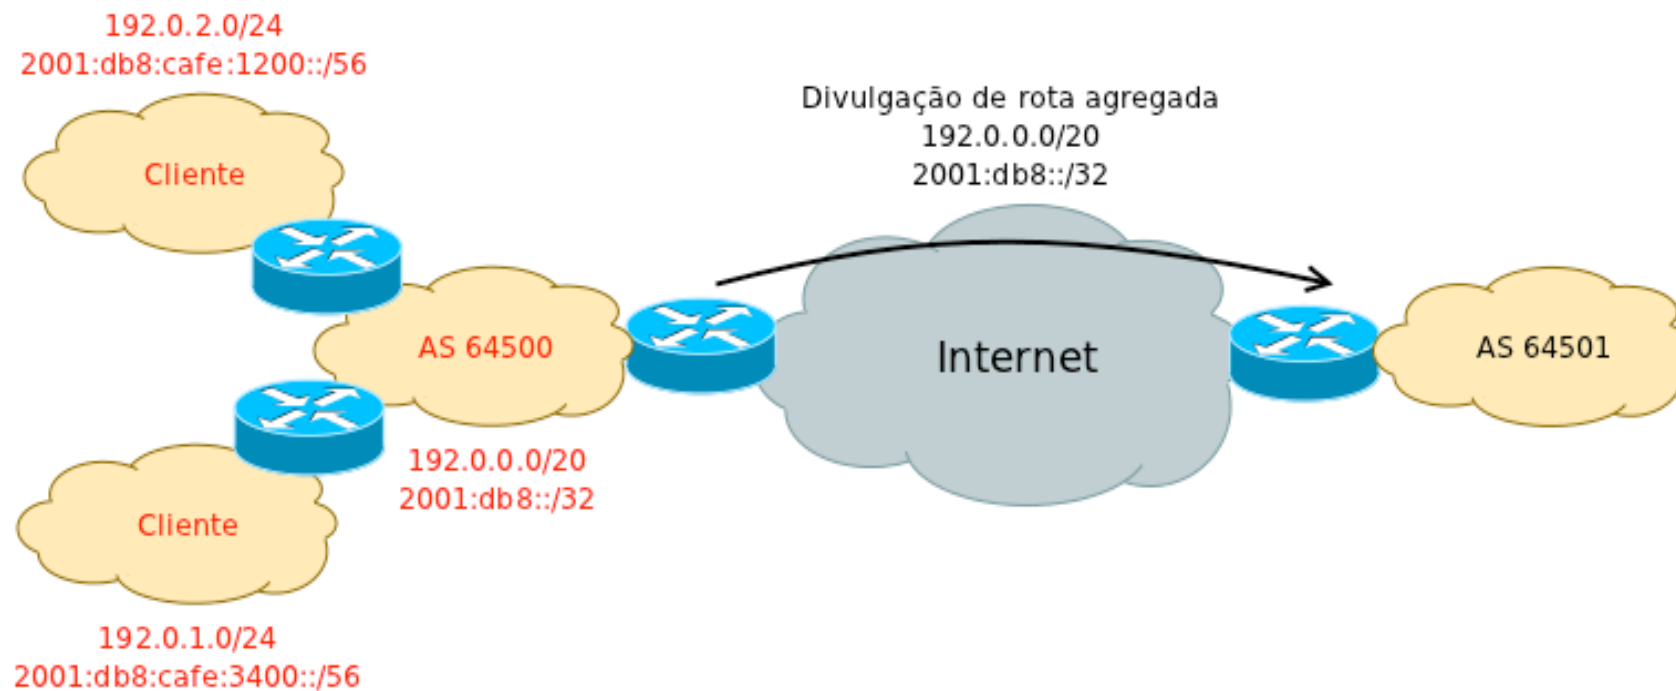 192.0.2.0/24
2001:db8:cafe:1200::/56
Cliente
Divulgação de rota agregada
192.0.0.0/20
2001:db8::/32
AS 64500
Internet
AS 64501
192.0.0.0/20
2001:db8::/32
Cliente
192.0.1.0/24
2001:db8:cafe:3400::/56